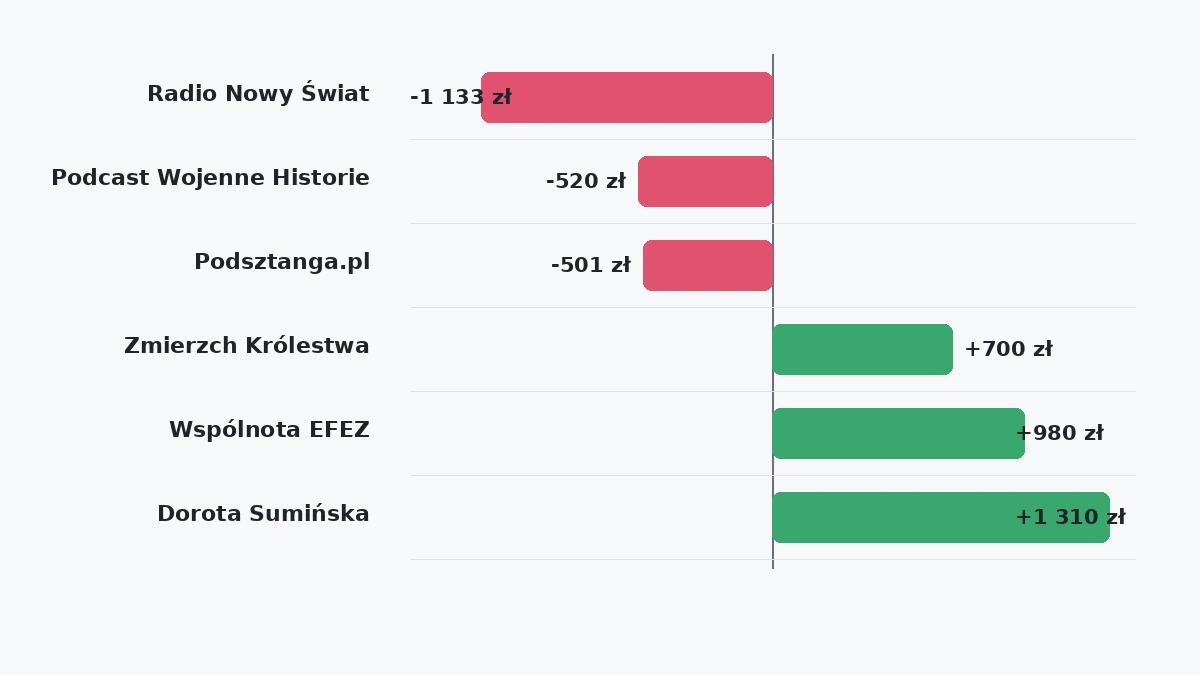 Radio Nowy Świat -1 133 zł
Podcast Wojenne Historie -520 zł
Podsztanga.pl -501 zł
Zmierzch Królestwa +700 zł
Wspólnota EFEZ +980 zł
Dorota Sumińska +1 310 zł